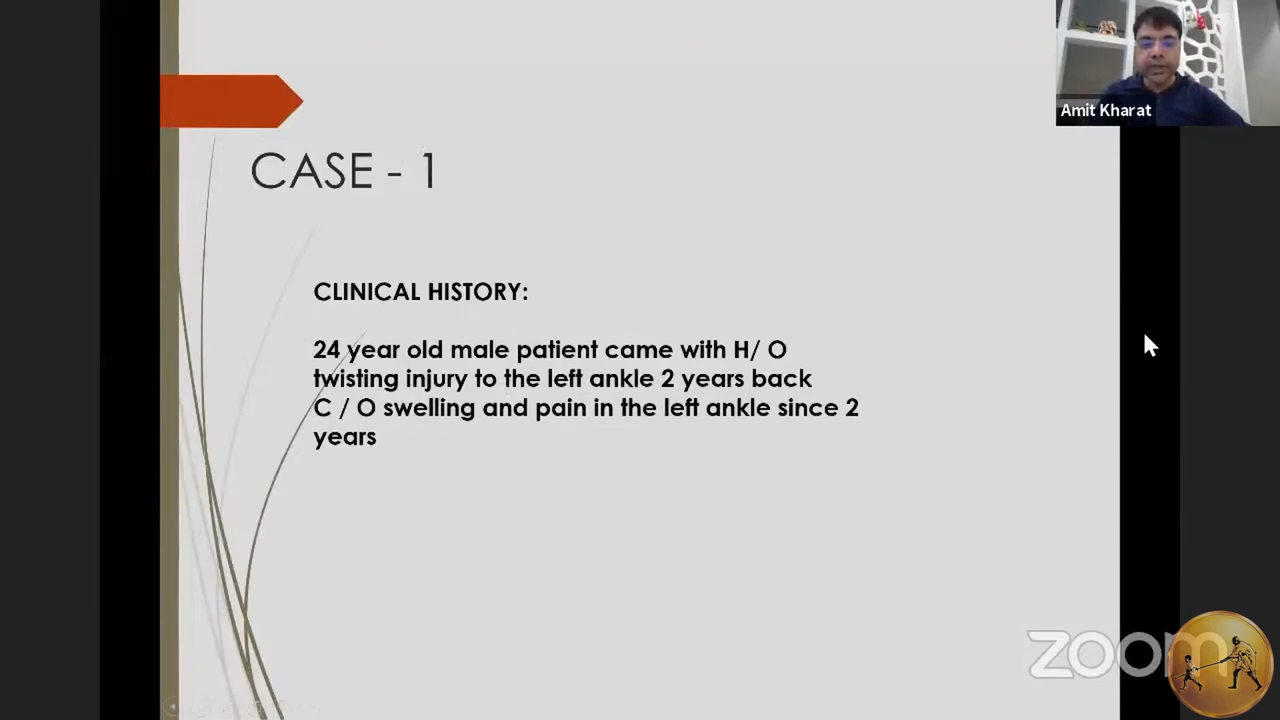 Amit Kharat
CASE - 1
CLINICAL HISTORY:
24 year old male patient came with H/ O
twisting injury to the left ankle 2 years back
C / O swelling and pain in the left ankle since 2
years
zoom